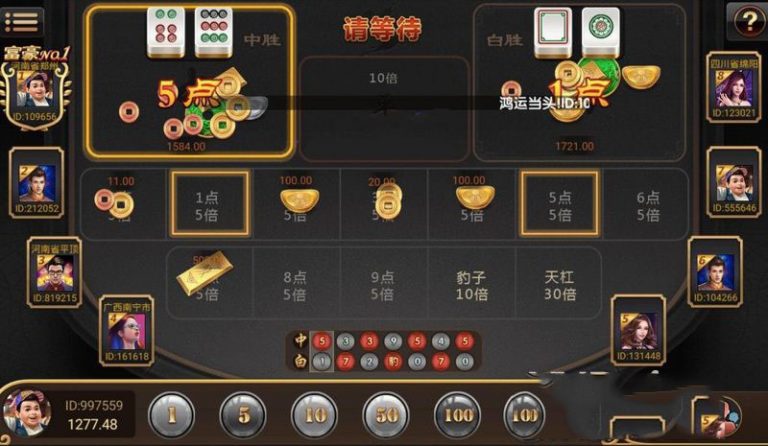 中胜
请等待
白胜
?
富豪NO.1
河南省郑州
1
ID:109656
5点
10倍
1点
鸿运当头!ID:10
1584.00
1721.00
四川省绵阳
8
ID:123021
2
ID:212052
7
ID:555646
11.00
1点
5倍
100.00
5倍
20.00
5倍
100.00
5倍
5点
5倍
6点
5倍
河南省平顶
3
ID:819215
5倍
8点
5倍
9点
5倍
豹子
10倍
天杠
30倍
6
ID:104266
广西南宁市
4
ID:161618
5
ID:131448
中 5 3 3 9 5 4 5
白 1 7 2 豹 0 7 0
ID:997559
1277.48
1 5 10 50 100 100
5